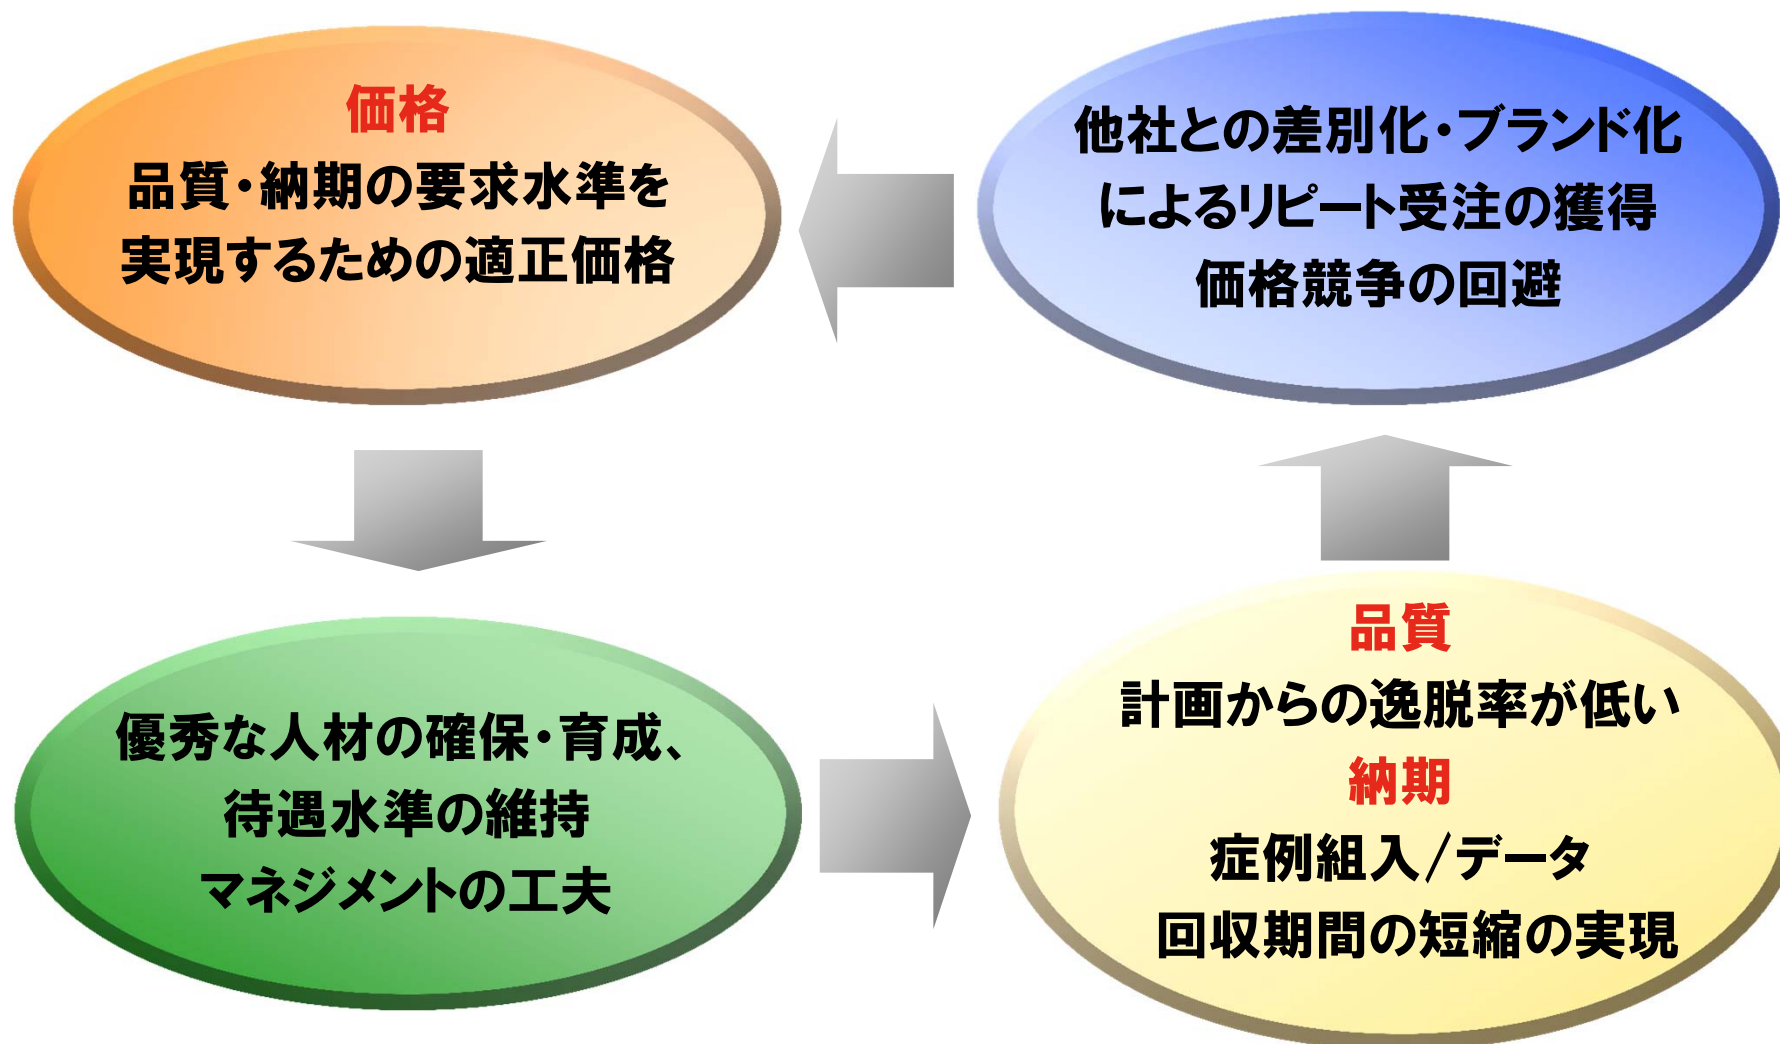 価格
品質・納期の要求水準を
実現するための適正価格
他社との差別化・ブランド化
によるリピート受注の獲得
価格競争の回避
優秀な人材の確保・育成、
待遇水準の維持
マネジメントの工夫
品質
計画からの逸脱率が低い
納期
症例組入/データ
回収期間の短縮の実現